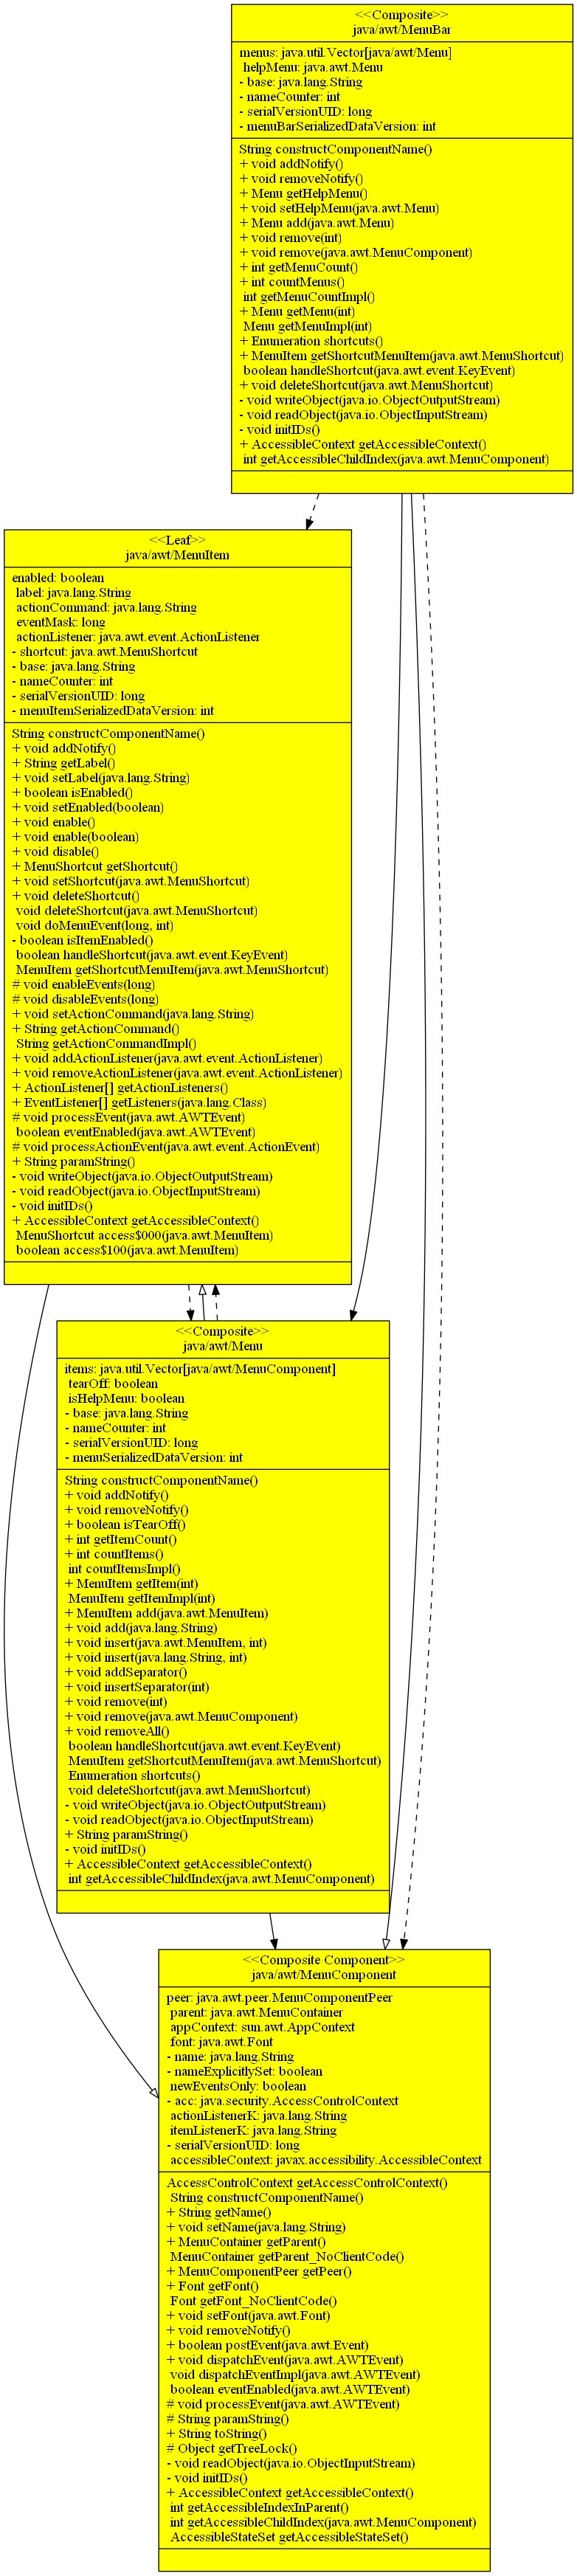 <<Composite>>
java/awt/MenuBar
menus: java.util.Vector[java/awt/Menu]
helpMenu: java.awt.Menu
- base: java.lang.String
- nameCounter: int
- serialVersionUID: long
- menuBarSerializedDataVersion: int
String constructComponentName()
+ void addNotify()
+ void removeNotify()
+ Menu getHelpMenu()
+ void setHelpMenu(java.awt.Menu)
+ Menu add(java.awt.Menu)
+ void remove(int)
+ void remove(java.awt.MenuComponent)
+ int getMenuCount()
+ int countMenus()
int getMenuCountImpl()
+ Menu getMenu(int)
Menu getMenuImpl(int)
+ Enumeration shortcuts()
+ MenuItem getShortcutMenuItem(java.awt.MenuShortcut)
boolean handleShortcut(java.awt.event.KeyEvent)
+ void deleteShortcut(java.awt.MenuShortcut)
- void writeObject(java.io.ObjectOutputStream)
- void readObject(java.io.ObjectInputStream)
- void initIDs()
+ AccessibleContext getAccessibleContext()
int getAccessibleChildIndex(java.awt.MenuComponent)
<<Leaf>>
java/awt/MenuItem
enabled: boolean
label: java.lang.String
actionCommand: java.lang.String
eventMask: long
actionListener: java.awt.event.ActionListener
- shortcut: java.awt.MenuShortcut
- base: java.lang.String
- nameCounter: int
- serialVersionUID: long
- menuItemSerializedDataVersion: int
String constructComponentName()
+ void addNotify()
+ String getLabel()
+ void setLabel(java.lang.String)
+ boolean isEnabled()
+ void setEnabled(boolean)
+ void enable()
+ void enable(boolean)
+ void disable()
+ MenuShortcut getShortcut()
+ void setShortcut(java.awt.MenuShortcut)
+ void deleteShortcut()
void deleteShortcut(java.awt.MenuShortcut)
void doMenuEvent(long, int)
- boolean isItemEnabled()
boolean handleShortcut(java.awt.event.KeyEvent)
MenuItem getShortcutMenuItem(java.awt.MenuShortcut)
# void enableEvents(long)
# void disableEvents(long)
+ void setActionCommand(java.lang.String)
+ String getActionCommand()
String getActionCommandImpl()
+ void addActionListener(java.awt.event.ActionListener)
+ void removeActionListener(java.awt.event.ActionListener)
+ ActionListener[] getActionListeners()
+ EventListener[] getListeners(java.lang.Class)
# void processEvent(java.awt.AWTEvent)
boolean eventEnabled(java.awt.AWTEvent)
# void processActionEvent(java.awt.event.ActionEvent)
+ String paramString()
- void writeObject(java.io.ObjectOutputStream)
- void readObject(java.io.ObjectInputStream)
- void initIDs()
+ AccessibleContext getAccessibleContext()
MenuShortcut access$000(java.awt.MenuItem)
boolean access$100(java.awt.MenuItem)
<<Composite>>
java/awt/Menu
items: java.util.Vector[java/awt/MenuComponent]
tearOff: boolean
isHelpMenu: boolean
- base: java.lang.String
- nameCounter: int
- serialVersionUID: long
- menuSerializedDataVersion: int
String constructComponentName()
+ void addNotify()
+ void removeNotify()
+ boolean isTearOff()
+ int getItemCount()
+ int countItems()
int countItemsImpl()
+ MenuItem getItem(int)
MenuItem getItemImpl(int)
+ MenuItem add(java.awt.MenuItem)
+ void add(java.lang.String)
+ void insert(java.awt.MenuItem, int)
+ void insert(java.lang.String, int)
+ void addSeparator()
+ void insertSeparator(int)
+ void remove(int)
+ void remove(java.awt.MenuComponent)
+ void removeAll()
boolean handleShortcut(java.awt.event.KeyEvent)
MenuItem getShortcutMenuItem(java.awt.MenuShortcut)
Enumeration shortcuts()
void deleteShortcut(java.awt.MenuShortcut)
- void writeObject(java.io.ObjectOutputStream)
- void readObject(java.io.ObjectInputStream)
+ String paramString()
- void initIDs()
+ AccessibleContext getAccessibleContext()
int getAccessibleChildIndex(java.awt.MenuComponent)
<<Composite Component>>
java/awt/MenuComponent
peer: java.awt.peer.MenuComponentPeer
parent: java.awt.MenuContainer
appContext: sun.awt.AppContext
font: java.awt.Font
- name: java.lang.String
- nameExplicitlySet: boolean
newEventsOnly: boolean
- acc: java.security.AccessControlContext
actionListenerK: java.lang.String
itemListenerK: java.lang.String
- serialVersionUID: long
accessibleContext: javax.accessibility.AccessibleContext
AccessControlContext getAccessControlContext()
String constructComponentName()
+ String getName()
+ void setName(java.lang.String)
+ MenuContainer getParent()
MenuContainer getParent_NoClientCode()
+ MenuComponentPeer getPeer()
+ Font getFont()
Font getFont_NoClientCode()
+ void setFont(java.awt.Font)
+ void removeNotify()
+ boolean postEvent(java.awt.Event)
+ void dispatchEvent(java.awt.AWTEvent)
void dispatchEventImpl(java.awt.AWTEvent)
boolean eventEnabled(java.awt.AWTEvent)
# void processEvent(java.awt.AWTEvent)
# String paramString()
+ String toString()
# Object getTreeLock()
- void readObject(java.io.ObjectInputStream)
- void initIDs()
+ AccessibleContext getAccessibleContext()
int getAccessibleIndexInParent()
int getAccessibleChildIndex(java.awt.MenuComponent)
AccessibleStateSet getAccessibleStateSet()